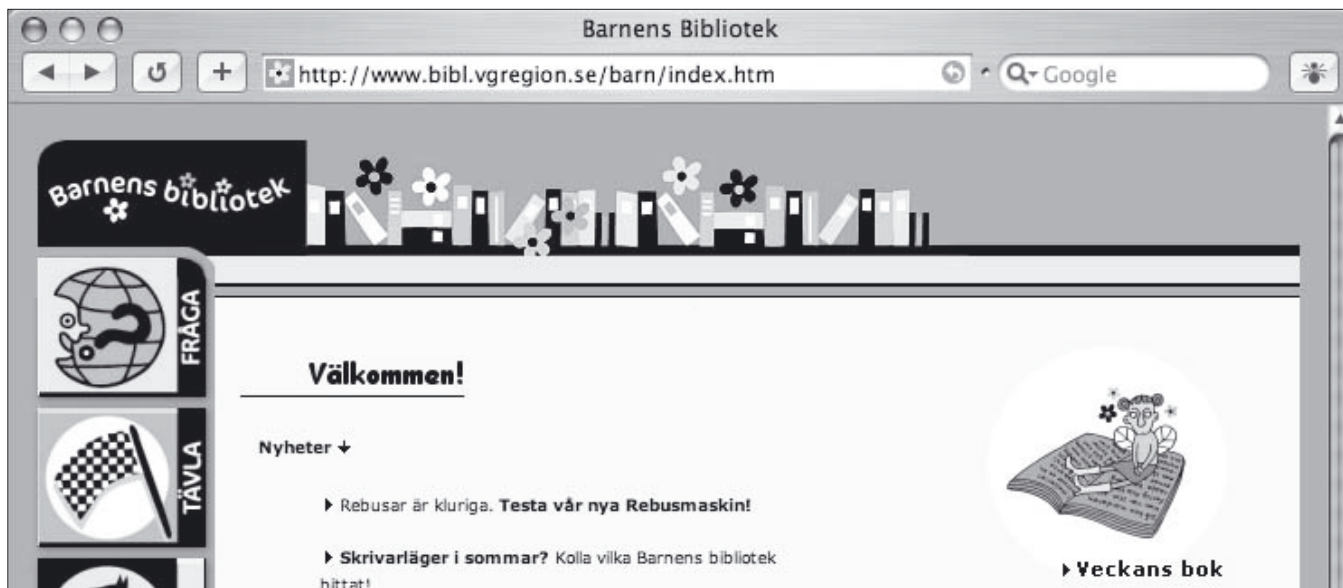 Barnens Bibliotek
http://www.bibl.vgregion.se/barn/index.htm
Google
Barnens bibliotek
FRÅGA
Välkommen!
Nyheter
TÄVLA
Rebusar är kluriga. Testa vår nya Rebusmaskin!
Skrivarläger i sommar? Kolla vilka Barnens bibliotek
hittat!
Veckans bok